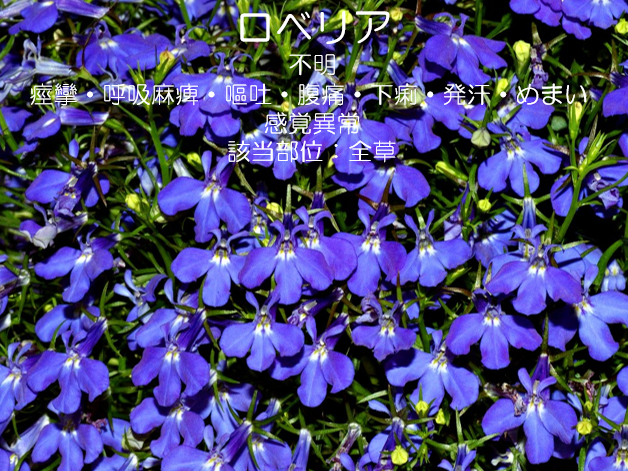 ロベリア
不明
痙攣・呼吸麻痺・嘔吐・腹痛・下痢・発汗・めまい
感覚異常
該当部位：全草